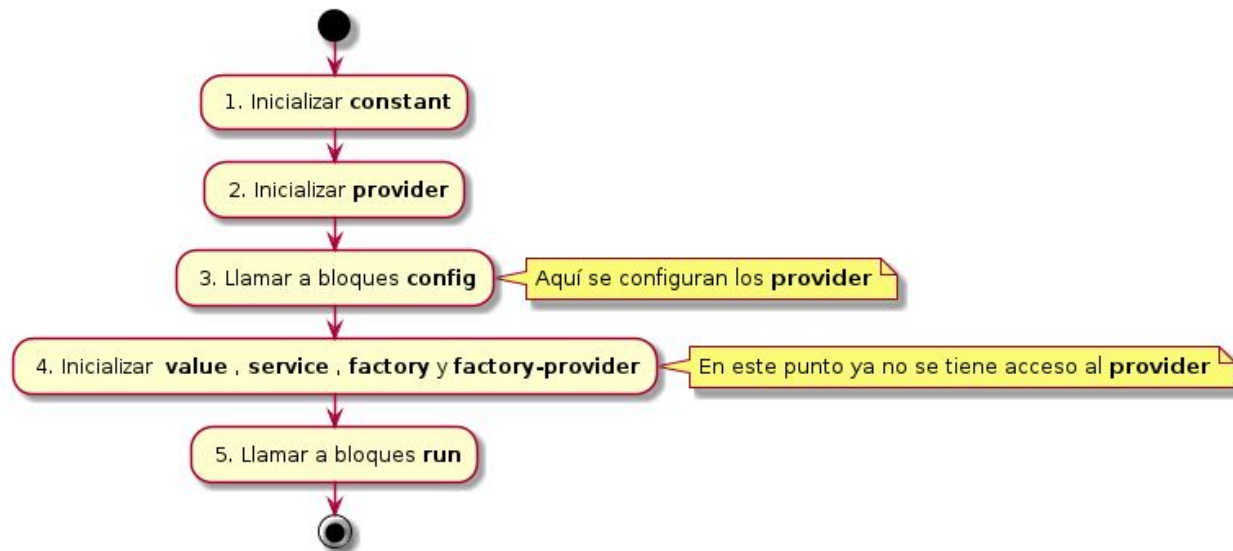 1. Inicializar constant
2. Inicializar provider
3. Llamar a bloques config
Aquí se configuran los provider
4. Inicializar value , service , factory y factory-provider
En este punto ya no se tiene acceso al provider
5. Llamar a bloques run